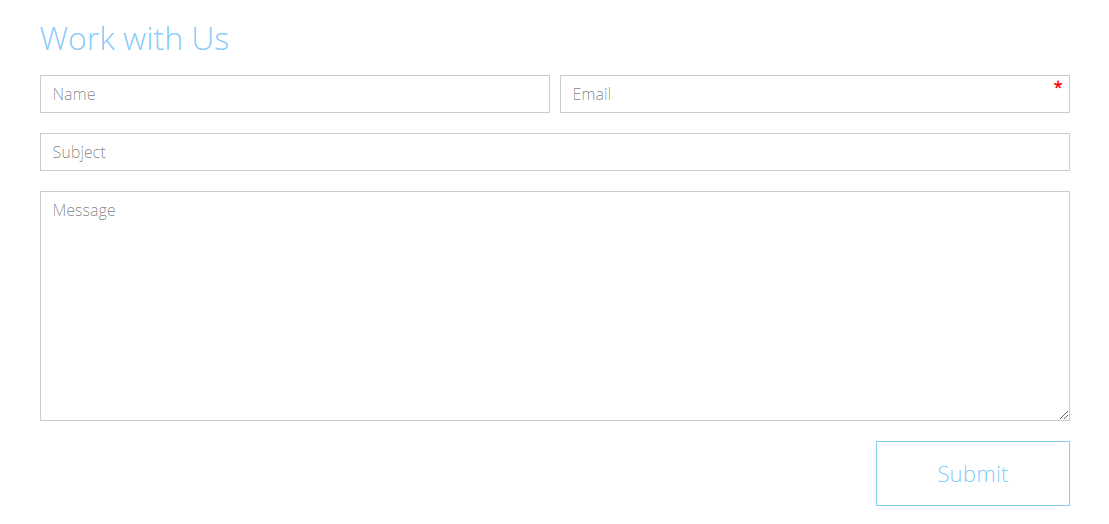 Work with Us
Name
Email *
Subject
Message
Submit